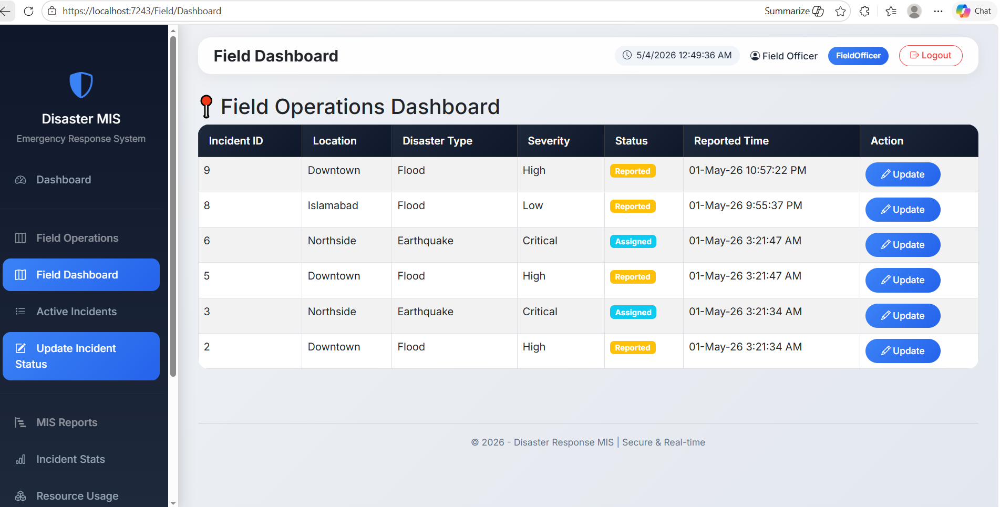 https://localhost:7243/Field/Dashboard
Summarize
Chat
Disaster MIS
Emergency Response System
Dashboard
Field Operations
Field Dashboard
Active Incidents
Update Incident
Status
MIS Reports
Incident Stats
Resource Usage
Field Dashboard
5/4/2026 12:49:36 AM
Field Officer
FieldOfficer
Logout
Field Operations Dashboard
Incident ID Location Disaster Type Severity Status Reported Time Action
9 Downtown Flood High Reported 01-May-26 10:57:22 PM Update
8 Islamabad Flood Low Reported 01-May-26 9:55:37 PM Update
6 Northside Earthquake Critical Assigned 01-May-26 3:21:47 AM Update
5 Downtown Flood High Reported 01-May-26 3:21:47 AM Update
3 Northside Earthquake Critical Assigned 01-May-26 3:21:34 AM Update
2 Downtown Flood High Reported 01-May-26 3:21:34 AM Update
© 2026 - Disaster Response MIS | Secure & Real-time